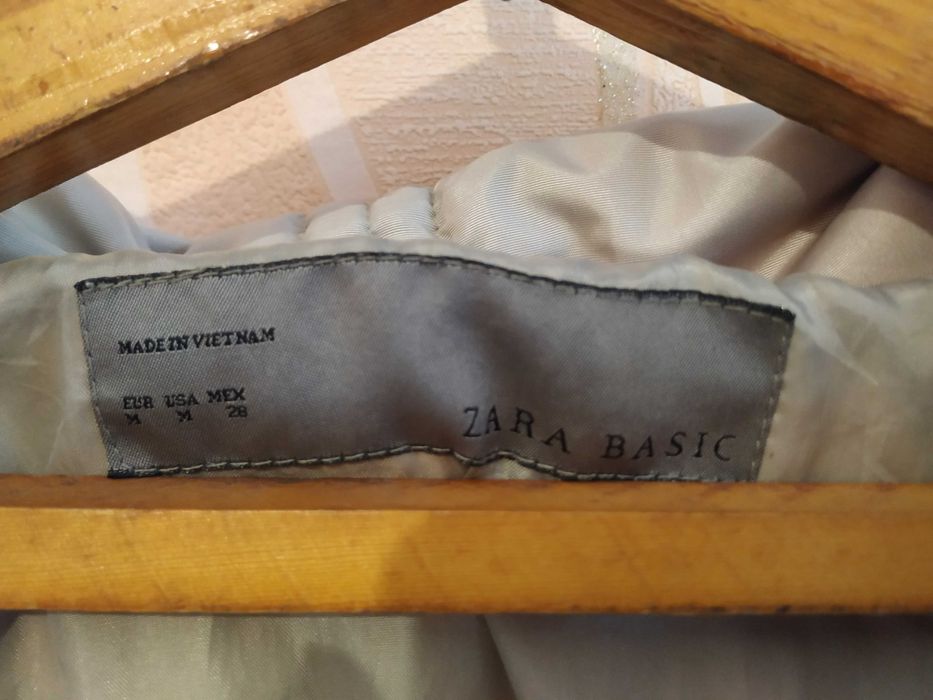 MADE IN VIETNAM
EUR USA MEX
M M 28
ZARA BASIC